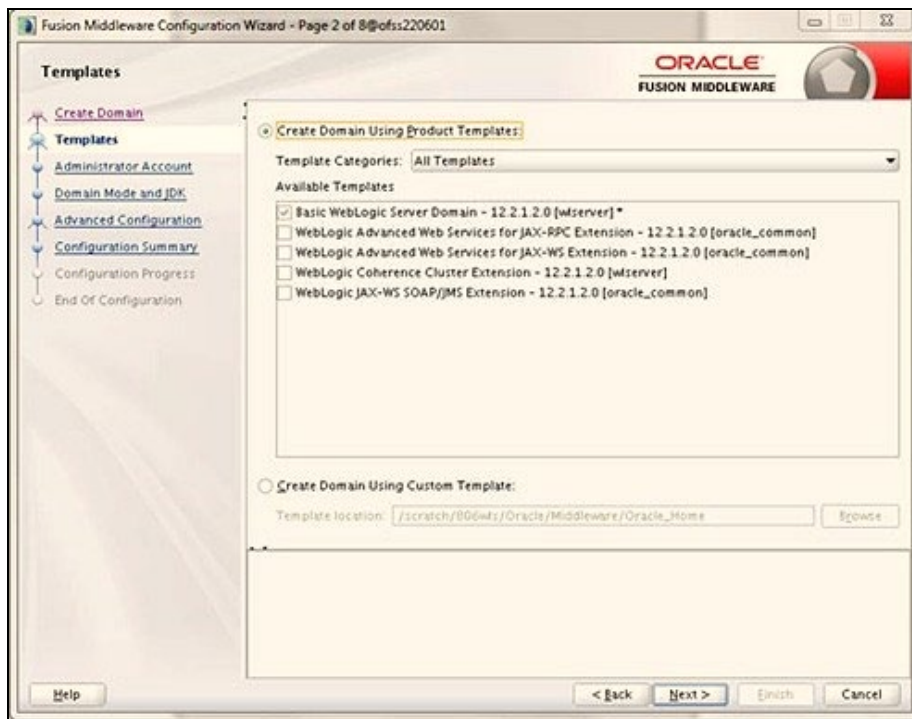 Fusion Middleware Configuration Wizard - Page 2 of 8@ofss220601
Templates
ORACLE
FUSION MIDDLEWARE
Create Domain
Templates
Administrator Account
Domain Mode and JDK
Advanced Configuration
Configuration Summary
Configuration Progress
End Of Configuration
Create Domain Using Product Templates:
Template Categories: All Templates
Available Templates
Basic WebLogic Server Domain - 12.2.1.2.0 [wlserver] *
WebLogic Advanced Web Services for JAX-RPC Extension - 12.2.1.2.0 [oracle_common]
WebLogic Advanced Web Services for JAX-WS Extension - 12.2.1.2.0 [oracle_common]
WebLogic Coherence Cluster Extension - 12.2.1.2.0 [wlserver]
WebLogic JAX-WS SOAP/JMS Extension - 12.2.1.2.0 [oracle_common]
Create Domain Using Custom Template:
Template location: /scratch/806wls/Oracle/Middleware/Oracle_Home Browse
Help < Back Next > Finish Cancel